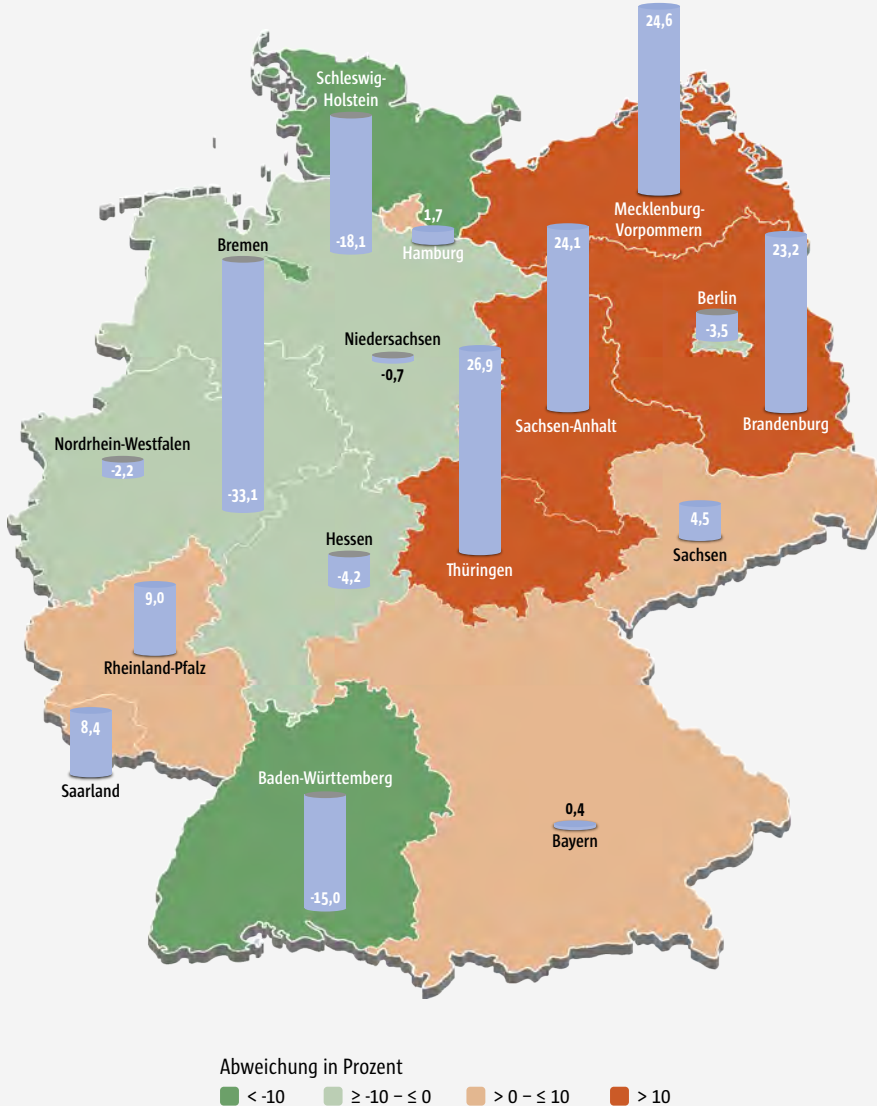 24,6
Schleswig-
Holstein
Mecklenburg-
Vorpommern
1,7
Hamburg
-18,1
24,1
23,2
Bremen
Berlin
-3,5
Niedersachsen
-0,7
26,9
Sachsen-Anhalt
Brandenburg
Nordrhein-Westfalen
-2,2
-33,1
4,5
Sachsen
Hessen
-4,2
Thüringen
9,0
Rheinland-Pfalz
8,4
Saarland
Baden-Württemberg
-15,0
0,4
Bayern
Abweichung in Prozent
< -10 ≥ -10 – ≤ 0 > 0 – ≤ 10 > 10